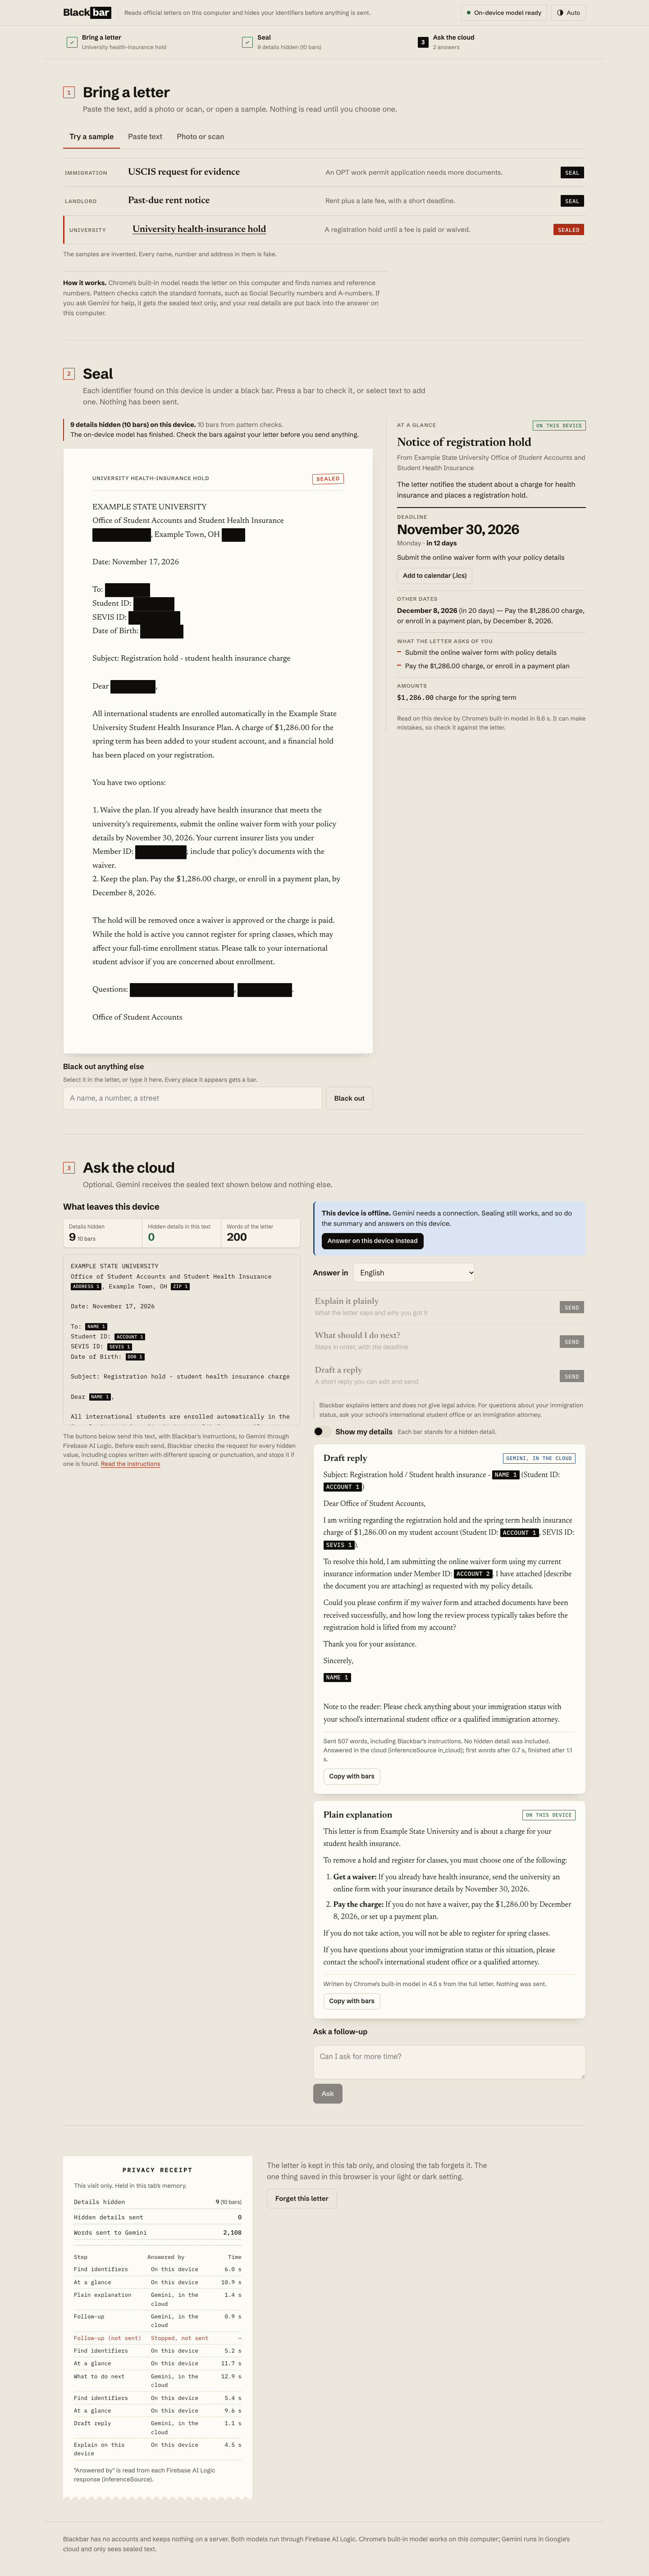 Blackbar
Reads official letters on this computer and hides your identifiers before anything is sent.
On-device model ready
Auto
Bring a letter
University health-insurance hold
Seal
9 details hidden (10 bars)
3
Ask the cloud
2 answers
1
Bring a letter
Paste the text, add a photo or scan, or open a sample. Nothing is read until you choose one.
Try a sample
Paste text
Photo or scan
IMMIGRATION
USCIS request for evidence
An OPT work permit application needs more documents.
SEAL
LANDLORD
Past-due rent notice
Rent plus a late fee, with a short deadline.
SEAL
UNIVERSITY
University health-insurance hold
A registration hold until a fee is paid or waived.
SEALED
The samples are invented. Every name, number and address in them is fake.
How it works. Chrome's built-in model reads the letter on this computer and finds names and reference
numbers. Pattern checks catch the standard formats, such as Social Security numbers and A-numbers. If
you ask Gemini for help, it gets the sealed text only, and your real details are put back into the answer on
this computer.
2
Seal
Each identifier found on this device is under a black bar. Press a bar to check it, or select text to add
one. Nothing has been sent.
9 details hidden (10 bars) on this device. 10 bars from pattern checks.
The on-device model has finished. Check the bars against your letter before you send anything.
UNIVERSITY HEALTH-INSURANCE HOLD
SEALED
EXAMPLE STATE UNIVERSITY
Office of Student Accounts and Student Health Insurance
, Example Town, OH
Date: November 17, 2026
To:
Student ID:
SEVIS ID:
Date of Birth:
Subject: Registration hold - student health insurance charge
Dear ,
All international students are enrolled automatically in the Example State
University Student Health Insurance Plan. A charge of $1,286.00 for the
spring term has been added to your student account, and a financial hold
has been placed on your registration.
You have two options:
1. Waive the plan. If you already have health insurance that meets the
university's requirements, submit the online waiver form with your policy
details by November 30, 2026. Your current insurer lists you under
Member ID: ; include that policy's documents with the
waiver.
2. Keep the plan. Pay the $1,286.00 charge, or enroll in a payment plan, by
December 8, 2026.
The hold will be removed once a waiver is approved or the charge is paid.
While the hold is active you cannot register for spring classes, which may
affect your full-time enrollment status. Please talk to your international
student advisor if you are concerned about enrollment.
Questions: , .
Office of Student Accounts
AT A GLANCE
ON THIS DEVICE
Notice of registration hold
From Example State University Office of Student Accounts and
Student Health Insurance
The letter notifies the student about a charge for health
insurance and places a registration hold.
DEADLINE
November 30, 2026
Monday · in 12 days
Submit the online waiver form with your policy details
Add to calendar (.ics)
OTHER DATES
December 8, 2026 (in 20 days) — Pay the $1,286.00 charge,
or enroll in a payment plan, by December 8, 2026.
WHAT THE LETTER ASKS OF YOU
– Submit the online waiver form with policy details
– Pay the $1,286.00 charge, or enroll in a payment plan
AMOUNTS
$1,286.00 charge for the spring term
Read on this device by Chrome's built-in model in 9.6 s. It can make
mistakes, so check it against the letter.
Black out anything else
Select it in the letter, or type it here. Every place it appears gets a bar.
A name, a number, a street
Black out
3
Ask the cloud
Optional. Gemini receives the sealed text shown below and nothing else.
What leaves this device
Details hidden
9 10 bars
Hidden details in this text
0
Words of the letter
200
EXAMPLE STATE UNIVERSITY
Office of Student Accounts and Student Health Insurance
ADDRESS 1, Example Town, OH ZIP 1
Date: November 17, 2026
To: NAME 1
Student ID: ACCOUNT 1
SEVIS ID: SEVIS 1
Date of Birth: DOB 1
Subject: Registration hold - student health insurance charge
Dear NAME 1,
All international students are enrolled automatically in the
The buttons below send this text, with Blackbar's instructions, to Gemini through
Firebase AI Logic. Before each send, Blackbar checks the request for every hidden
value, including copies written with different spacing or punctuation, and stops it if
one is found. Read the instructions
This device is offline. Gemini needs a connection. Sealing still works, and so do
the summary and answers on this device.
Answer on this device instead
Answer in
English
Explain it plainly
What the letter says and why you got it
SEND
What should I do next?
Steps in order, with the deadline
SEND
Draft a reply
A short reply you can edit and send
SEND
Blackbar explains letters and does not give legal advice. For questions about your immigration
status, ask your school's international student office or an immigration attorney.
Show my details
Each bar stands for a hidden detail.
Draft reply
GEMINI, IN THE CLOUD
Subject: Registration hold / Student health insurance - NAME 1 (Student ID:
ACCOUNT 1)
Dear Office of Student Accounts,
I am writing regarding the registration hold and the spring term health insurance
charge of $1,286.00 on my student account (Student ID: ACCOUNT 1, SEVIS ID:
SEVIS 1).
To resolve this hold, I am submitting the online waiver form using my current
insurance information under Member ID: ACCOUNT 2. I have attached [describe
the document you are attaching] as requested with my policy details.
Could you please confirm if my waiver form and attached documents have been
received successfully, and how long the review process typically takes before the
registration hold is lifted from my account?
Thank you for your assistance.
Sincerely,
NAME 1
Note to the reader: Please check anything about your immigration status with
your school's international student office or a qualified immigration attorney.
Sent 507 words, including Blackbar's instructions. No hidden detail was included.
Answered in the cloud (inferenceSource in_cloud); first words after 0.7 s, finished after 1.1
s.
Copy with bars
Plain explanation
ON THIS DEVICE
This letter is from Example State University and is about a charge for your
student health insurance.
To remove a hold and register for classes, you must choose one of the following:
1. Get a waiver: If you already have health insurance, send the university an
online form with your insurance details by November 30, 2026.
2. Pay the charge: If you do not have a waiver, pay the $1,286.00 by December
8, 2026, or set up a payment plan.
If you do not take action, you will not be able to register for spring classes.
If you have questions about your immigration status or this situation, please
contact the school's international student office or a qualified attorney.
Written by Chrome's built-in model in 4.5 s from the full letter. Nothing was sent.
Copy with bars
Ask a follow-up
Can I ask for more time?
Ask
PRIVACY RECEIPT
This visit only. Held in this tab's memory.
Details hidden 9 (10 bars)
Hidden details sent 0
Words sent to Gemini 2,108
Step Answered by Time
Find identifiers On this device 6.0 s
At a glance On this device 10.9 s
Plain explanation Gemini, in the cloud 1.4 s
Follow-up Gemini, in the cloud 0.9 s
Follow-up (not sent) Stopped, not sent —
Find identifiers On this device 5.2 s
At a glance On this device 11.7 s
What to do next Gemini, in the cloud 12.9 s
Find identifiers On this device 5.4 s
At a glance On this device 9.6 s
Draft reply Gemini, in the cloud 1.1 s
Explain on this device On this device 4.5 s
"Answered by" is read from each Firebase AI Logic
response (inferenceSource).
The letter is kept in this tab only, and closing the tab forgets it. The
one thing saved in this browser is your light or dark setting.
Forget this letter
Blackbar has no accounts and keeps nothing on a server. Both models run through Firebase AI Logic. Chrome's built-in model works on this computer; Gemini runs in Google's
cloud and only sees sealed text.